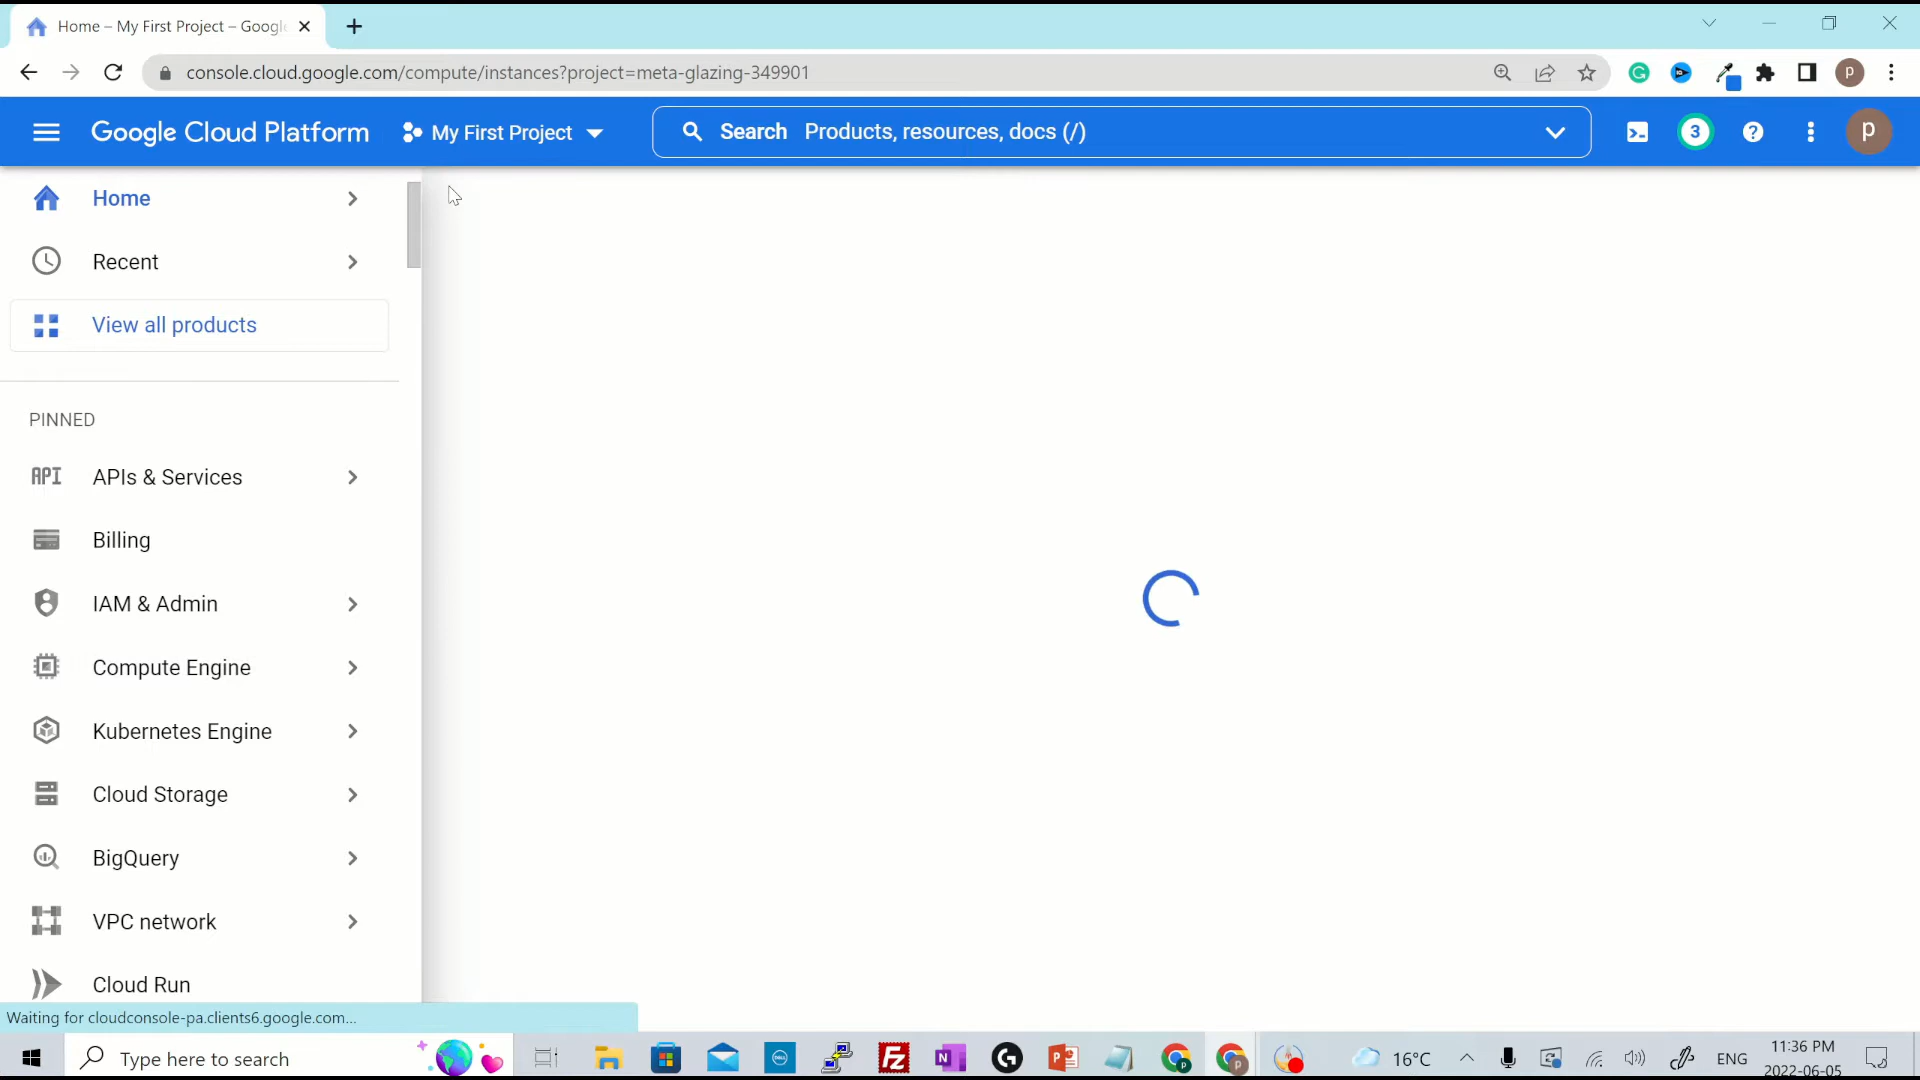 Home – My First Project – Google
console.cloud.google.com/compute/instances?project=meta-glazing-349901
p
Google Cloud Platform
My First Project
Search Products, resources, docs (/)
3
p
Home
Recent
View all products
PINNED
API APIs & Services
Billing
IAM & Admin
Compute Engine
Kubernetes Engine
Cloud Storage
BigQuery
VPC network
Cloud Run
Waiting for cloudconsole-pa.clients6.google.com...
Type here to search
16°C
ENG
11:36 PM
2022-06-05